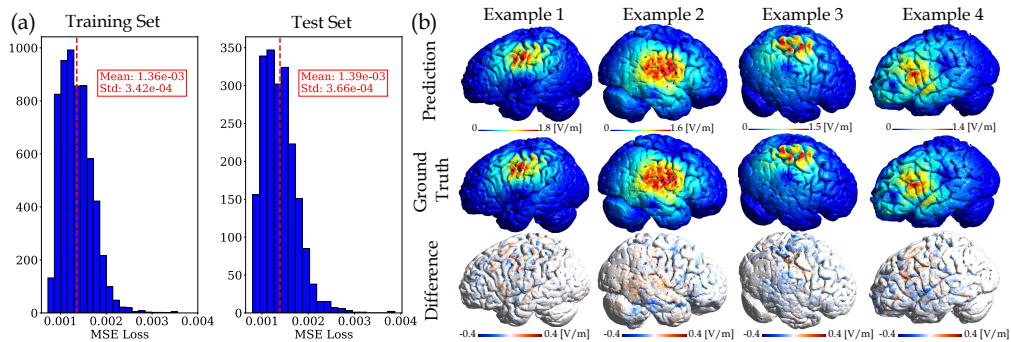 (a)
Training Set
Test Set
1000
800
600
400
200
0
0.001
0.002
0.003
0.004
MSE Loss
Mean: 1.36e-03
Std: 3.42e-04
350
300
250
200
150
100
50
0
0.001
0.002
0.003
0.004
MSE Loss
Mean: 1.39e-03
Std: 3.66e-04
(b)
Example 1
Example 2
Example 3
Example 4
Prediction
0 1.8 [V/m]
0 1.6 [V/m]
0 1.5 [V/m]
0 1.4 [V/m]
Ground
Truth
Difference
-0.4 0.4 [V/m]
-0.4 0.4 [V/m]
-0.4 0.4 [V/m]
-0.4 0.4 [V/m]